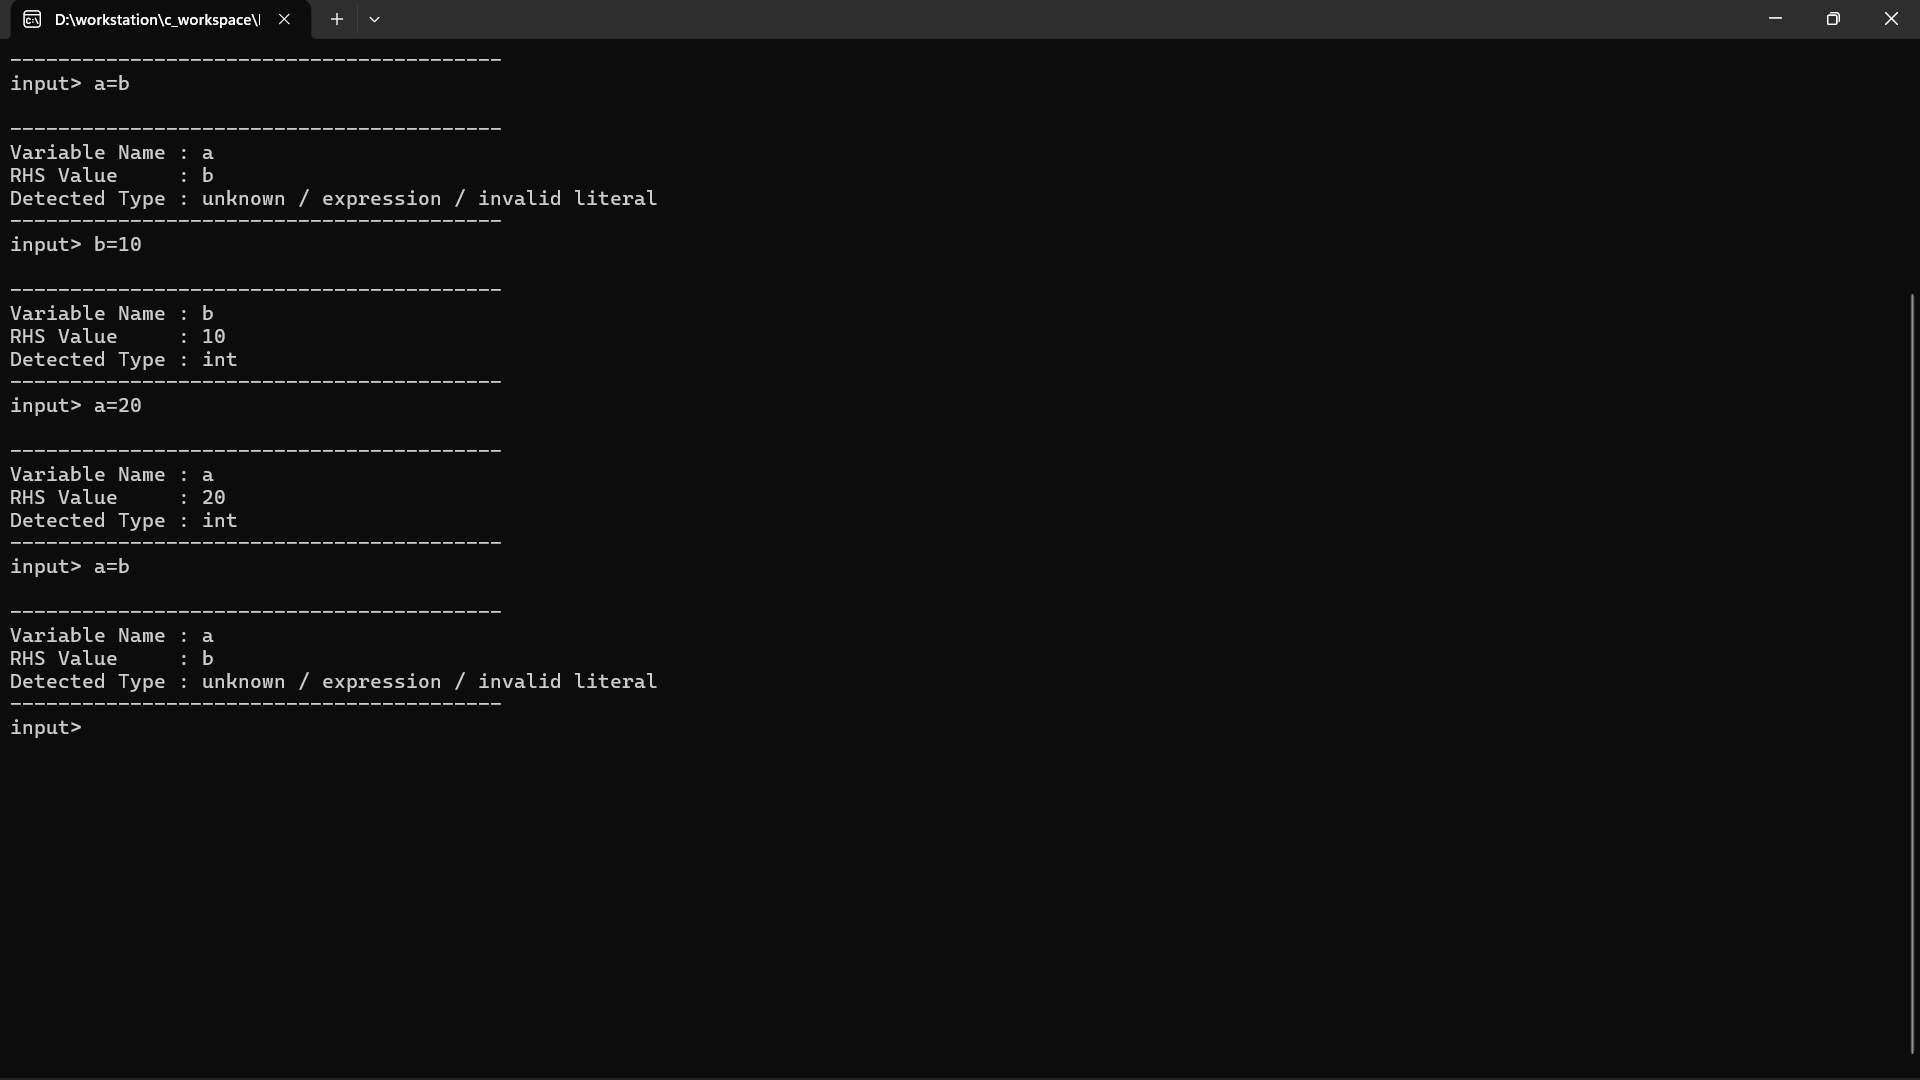 D:\workstation\c_workspace\
-----------------------------------------
input> a=b
-----------------------------------------
Variable Name : a
RHS Value     : b
Detected Type : unknown / expression / invalid literal
-----------------------------------------
input> b=10
-----------------------------------------
Variable Name : b
RHS Value     : 10
Detected Type : int
-----------------------------------------
input> a=20
-----------------------------------------
Variable Name : a
RHS Value     : 20
Detected Type : int
-----------------------------------------
input> a=b
-----------------------------------------
Variable Name : a
RHS Value     : b
Detected Type : unknown / expression / invalid literal
-----------------------------------------
input>